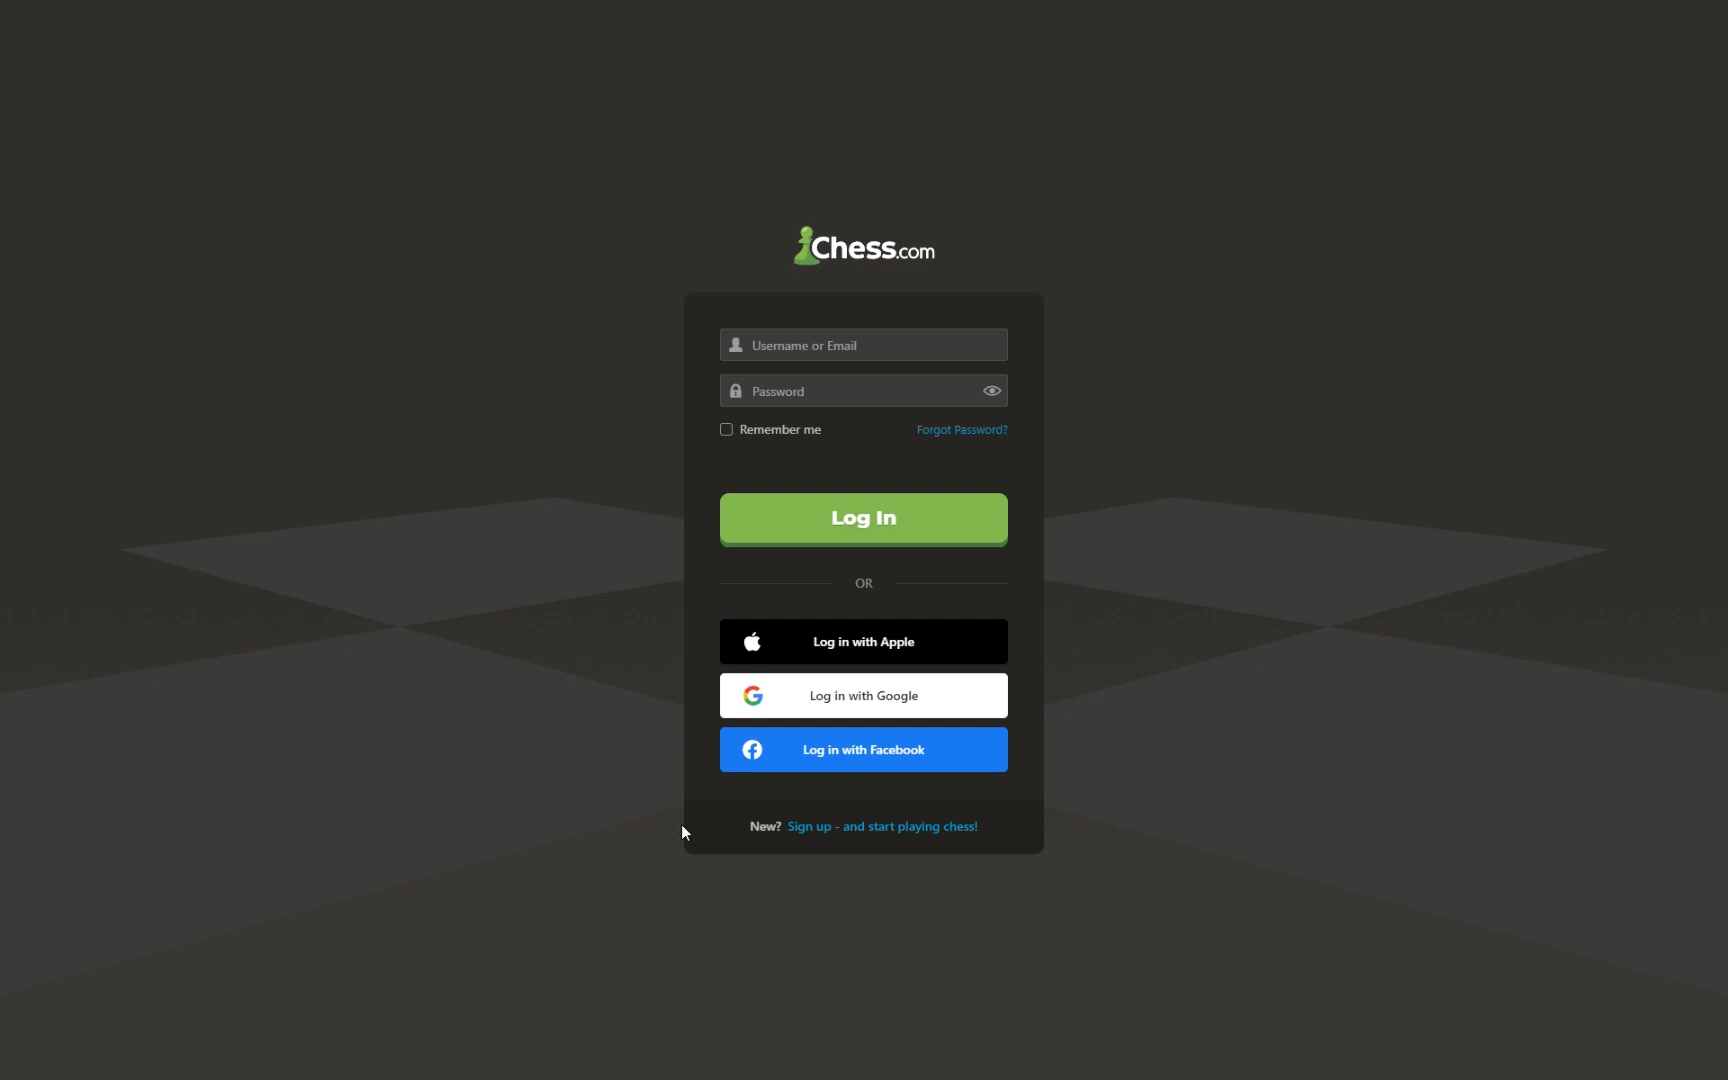 Chess.com
Username or Email
Password
Remember me
Forgot Password?
Log In
OR
Log in with Apple
Log in with Google
Log in with Facebook
New? Sign up - and start playing chess!